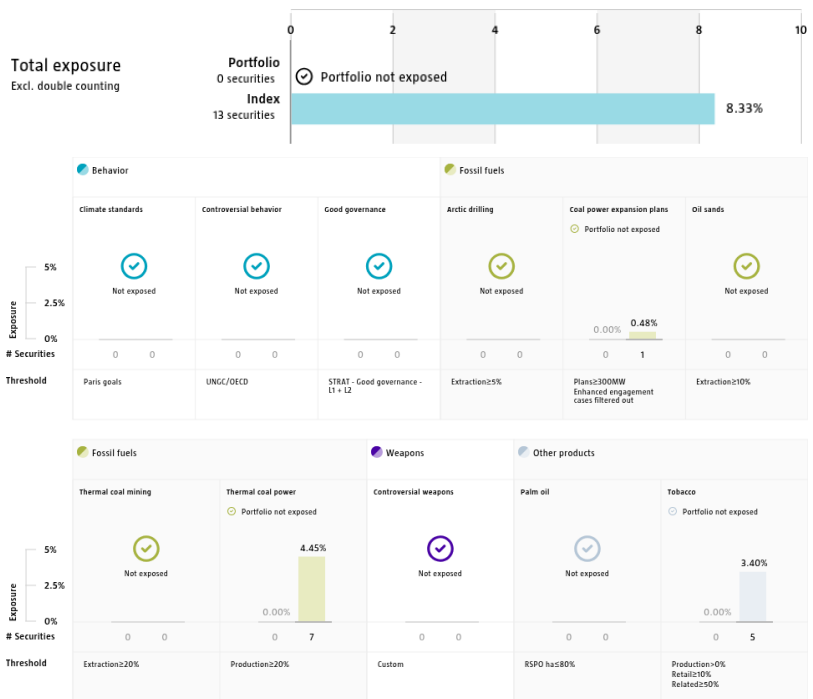 0 2 4 6 8 10
Total exposure
Excl. double counting
Portfolio
0 securities
Portfolio not exposed
Index
13 securities
8.33%
Behavior
Fossil fuels
Climate standards
Controversial behavior
Good governance
Arctic drilling
Coal power expansion plans
Oil sands
Portfolio not exposed
Not exposed
Not exposed
Not exposed
Not exposed
Not exposed
Exposure
5%
2.5%
0%
0.00%
0.48%
# Securities
0 0
0 0
0 0
0 0
0 1
0 0
Threshold
Paris goals
UNGC/OECD
STRAT - Good governance -
L1 + L2
Extraction≥5%
Plans≥300MW
Enhanced engagement
cases filtered out
Extraction≥10%
Fossil fuels
Weapons
Other products
Thermal coal mining
Thermal coal power
Controversial weapons
Palm oil
Tobacco
Portfolio not exposed
Portfolio not exposed
Not exposed
Not exposed
Not exposed
Exposure
5%
2.5%
0%
0.00%
4.45%
0.00%
3.40%
# Securities
0 0
0 7
0 0
0 0
0 5
Threshold
Extraction≥20%
Production≥20%
Custom
RSPO ha≤80%
Production>0%
Retail≥10%
Related≥50%